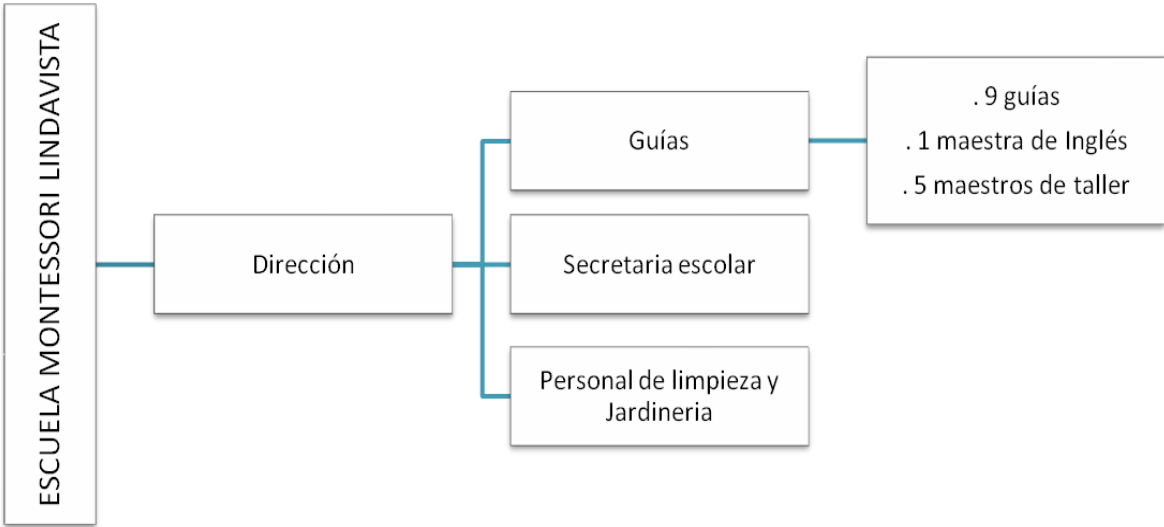 ESCUELA MONTESSORI LINDAVISTA
Dirección
Guías
Secretaria escolar
Personal de limpieza y
Jardineria
. 9 guías
. 1 maestra de Inglés
. 5 maestros de taller